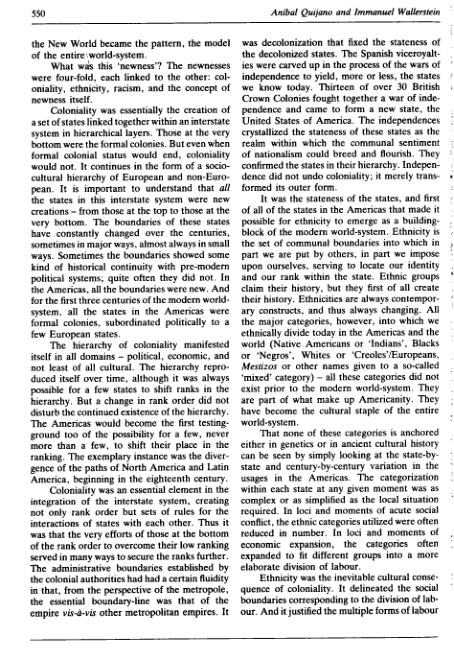 550
Aníbal Quijano and Immanuel Wallerstein
the New World became the pattern, the model
of the entire world-system.
What was this 'newness'? The newnesses
were four-fold, each linked to the other: col-
oniality, ethnicity, racism, and the concept of
newness itself.
Coloniality was essentially the creation of
a set of states linked together within an interstate
system in hierarchical layers. Those at the very
bottom were the formal colonies. But even when
formal colonial status would end, coloniality
would not. It continues in the form of a socio-
cultural hierarchy of European and non-Euro-
pean. It is important to understand that all
the states in this interstate system were new
creations – from those at the top to those at the
very bottom. The boundaries of these states
have constantly changed over the centuries,
sometimes in major ways, almost always in small
ways. Sometimes the boundaries showed some
kind of historical continuity with pre-modern
political systems; quite often they did not. In
the Americas, all the boundaries were new. And
for the first three centuries of the modern world-
system, all the states in the Americas were
formal colonies, subordinated politically to a
few European states.
The hierarchy of coloniality manifested
itself in all domains – political, economic, and
not least of all cultural. The hierarchy repro-
duced itself over time, although it was always
possible for a few states to shift ranks in the
hierarchy. But a change in rank order did not
disturb the continued existence of the hierarchy.
The Americas would become the first testing-
ground too of the possibility for a few, never
more than a few, to shift their place in the
ranking. The exemplary instance was the diver-
gence of the paths of North America and Latin
America, beginning in the eighteenth century.
Coloniality was an essential element in the
integration of the interstate system, creating
not only rank order but sets of rules for the
interactions of states with each other. Thus it
was that the very efforts of those at the bottom
of the rank order to overcome their low ranking
served in many ways to secure the ranks further.
The administrative boundaries established by
the colonial authorities had had a certain fluidity
in that, from the perspective of the metropole,
the essential boundary-line was that of the
empire vis-à-vis other metropolitan empires. It
was decolonization that fixed the stateness of
the decolonized states. The Spanish viceroyalt-
ies were carved up in the process of the wars of
independence to yield, more or less, the states
we know today. Thirteen of over 30 British
Crown Colonies fought together a war of inde-
pendence and came to form a new state, the
United States of America. The independences
crystallized the stateness of these states as the
realm within which the communal sentiment
of nationalism could breed and flourish. They
confirmed the states in their hierarchy. Indepen-
dence did not undo coloniality; it merely trans-
formed its outer form.
It was the stateness of the states, and first
of all of the states in the Americas that made it
possible for ethnicity to emerge as a building-
block of the modern world-system. Ethnicity is
the set of communal boundaries into which in
part we are put by others, in part we impose
upon ourselves, serving to locate our identity
and our rank within the state. Ethnic groups
claim their history, but they first of all create
their history. Ethnicities are always contempor-
ary constructs, and thus always changing. All
the major categories, however, into which we
ethnically divide today in the Americas and the
world (Native Americans or 'Indians', Blacks
or 'Negros', Whites or 'Creoles'/Europeans,
Mestizos or other names given to a so-called
'mixed' category) – all these categories did not
exist prior to the modern world-system. They
are part of what make up Americanity. They
have become the cultural staple of the entire
world-system.
That none of these categories is anchored
either in genetics or in ancient cultural history
can be seen by simply looking at the state-by-
state and century-by-century variation in the
usages in the Americas. The categorization
within each state at any given moment was as
complex or as simplified as the local situation
required. In loci and moments of acute social
conflict, the ethnic categories utilized were often
reduced in number. In loci and moments of
economic expansion, the categories often
expanded to fit different groups into a more
elaborate division of labour.
Ethnicity was the inevitable cultural conse-
quence of coloniality. It delineated the social
boundaries corresponding to the division of lab-
our. And it justified the multiple forms of labour